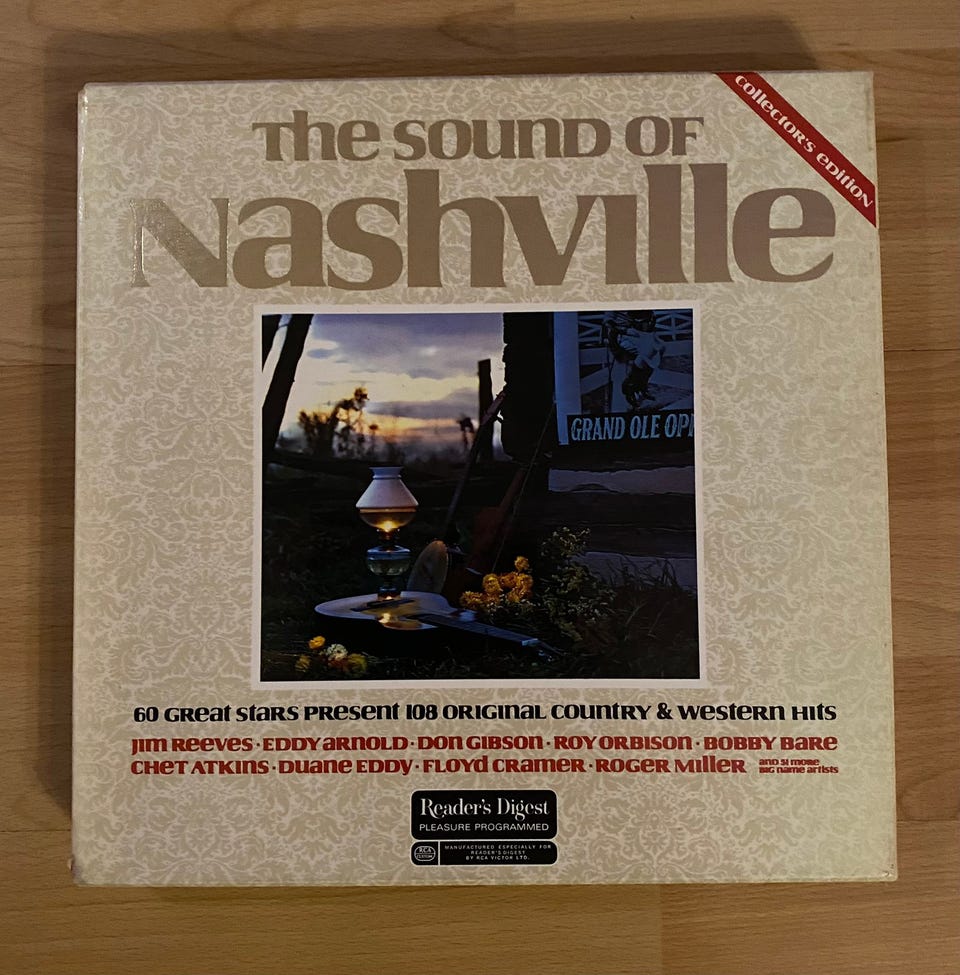 The Sound of
Nashville
collector's edition
GRAND OLE OP
60 Great Stars Present 108 Original Country & Western Hits
Jim Reeves · Eddy Arnold · Don Gibson · Roy Orbison · Bobby Bare
Chet Atkins · Duane Eddy · Floyd Cramer · Roger Miller
and 51 more
big name artists
Reader's Digest
PLEASURE PROGRAMMED
RCA
CUSTOM
MANUFACTURED ESPECIALLY FOR
READER'S DIGEST
BY RCA VICTOR LTD.